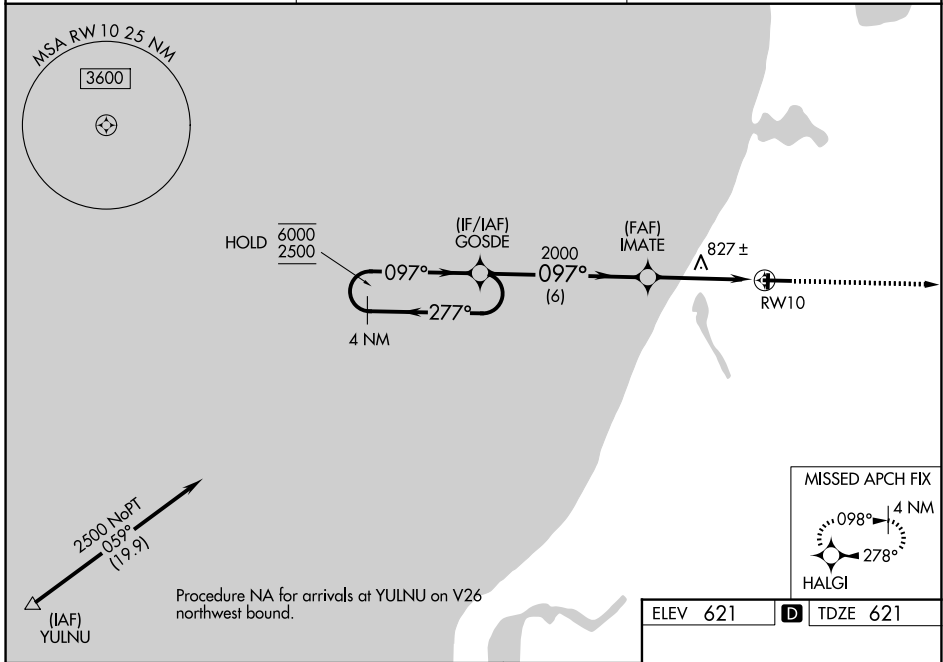 MSA RW 10 25 NM
3600
HOLD
6000
2500
(IF/IAF)
GOSDE
(FAF)
IMATE
2000
097°
(6)
097°
277°
4 NM
827 ±
RW10
2500 NoPT
059°
(19.9)
(IAF)
YULNU
Procedure NA for arrivals at YULNU on V26
northwest bound.
MISSED APCH FIX
4 NM
098°
278°
HALGI
ELEV 621 D TDZE 621